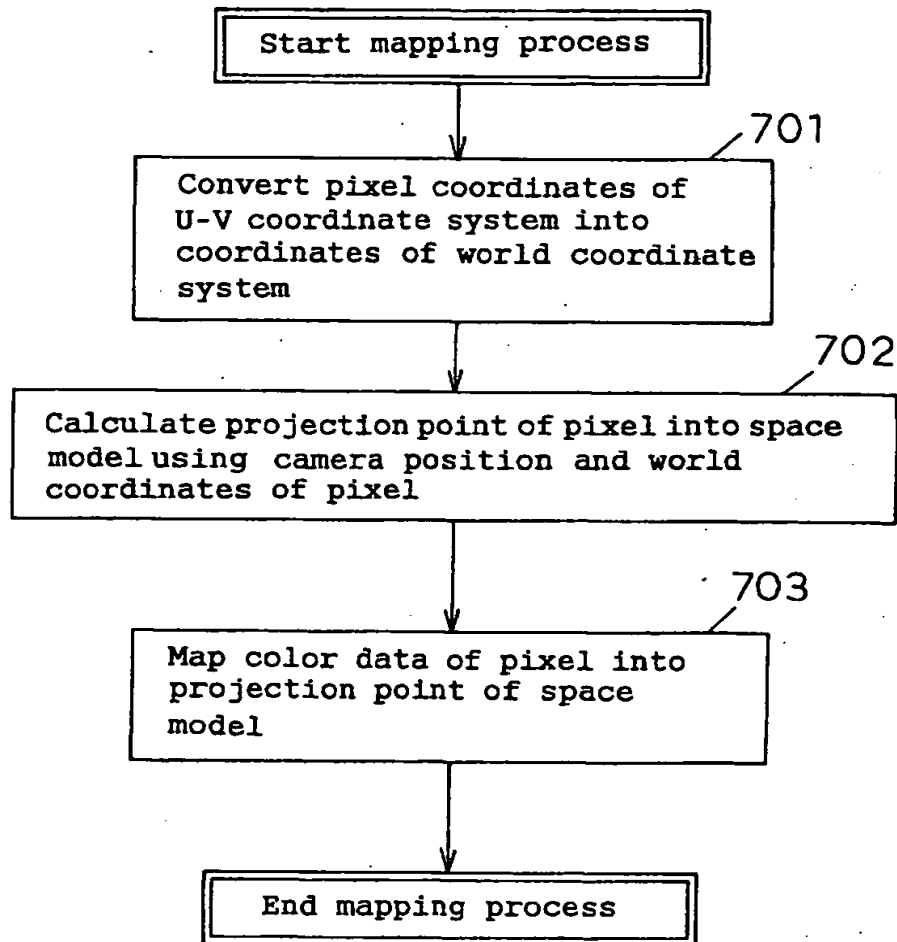 Start mapping process
701
Convert pixel coordinates of
U-V coordinate system into
coordinates of world coordinate
system
702
Calculate projection point of pixel into space
model using camera position and world
coordinates of pixel
703
Map color data of pixel into
projection point of space
model
End mapping process